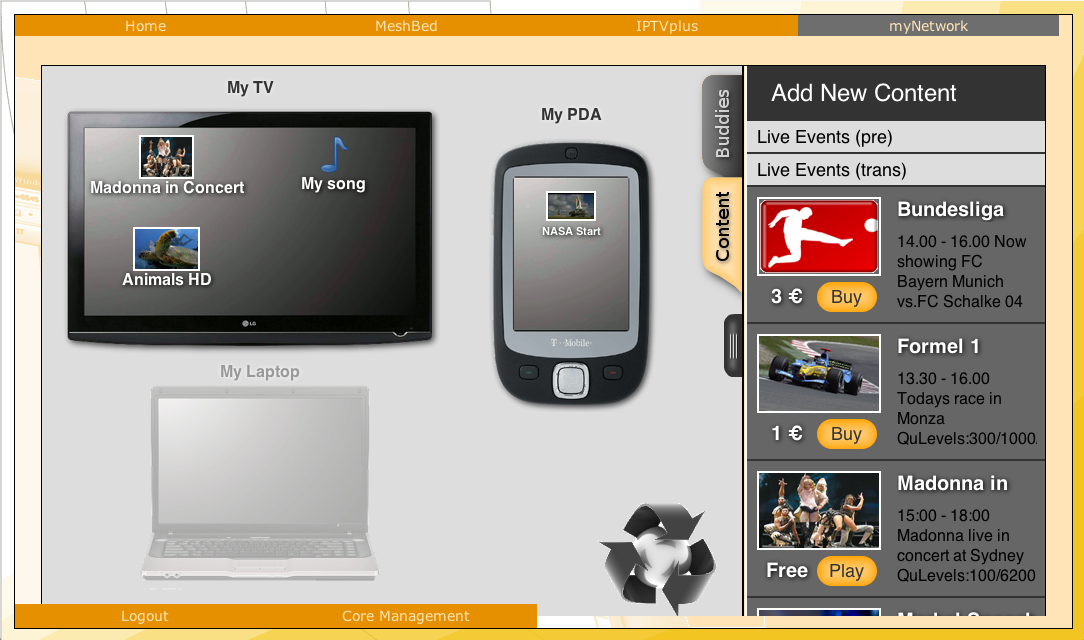 Home MeshBed IPTVplus myNetwork
My TV
Madonna in Concert
My song
Animals HD
LG
My PDA
NASA Start
T··Mobile·
My Laptop
Buddies
Content
Add New Content
Live Events (pre)
Live Events (trans)
Bundesliga
14.00 - 16.00 Now
showing FC
Bayern Munich
vs.FC Schalke 04
3 € Buy
Formel 1
13.30 - 16.00
Todays race in
Monza
QuLevels:300/1000
1 € Buy
Madonna in
15:00 - 18:00
Madonna live in
concert at Sydney
QuLevels:100/6200
Free Play
Logout Core Management